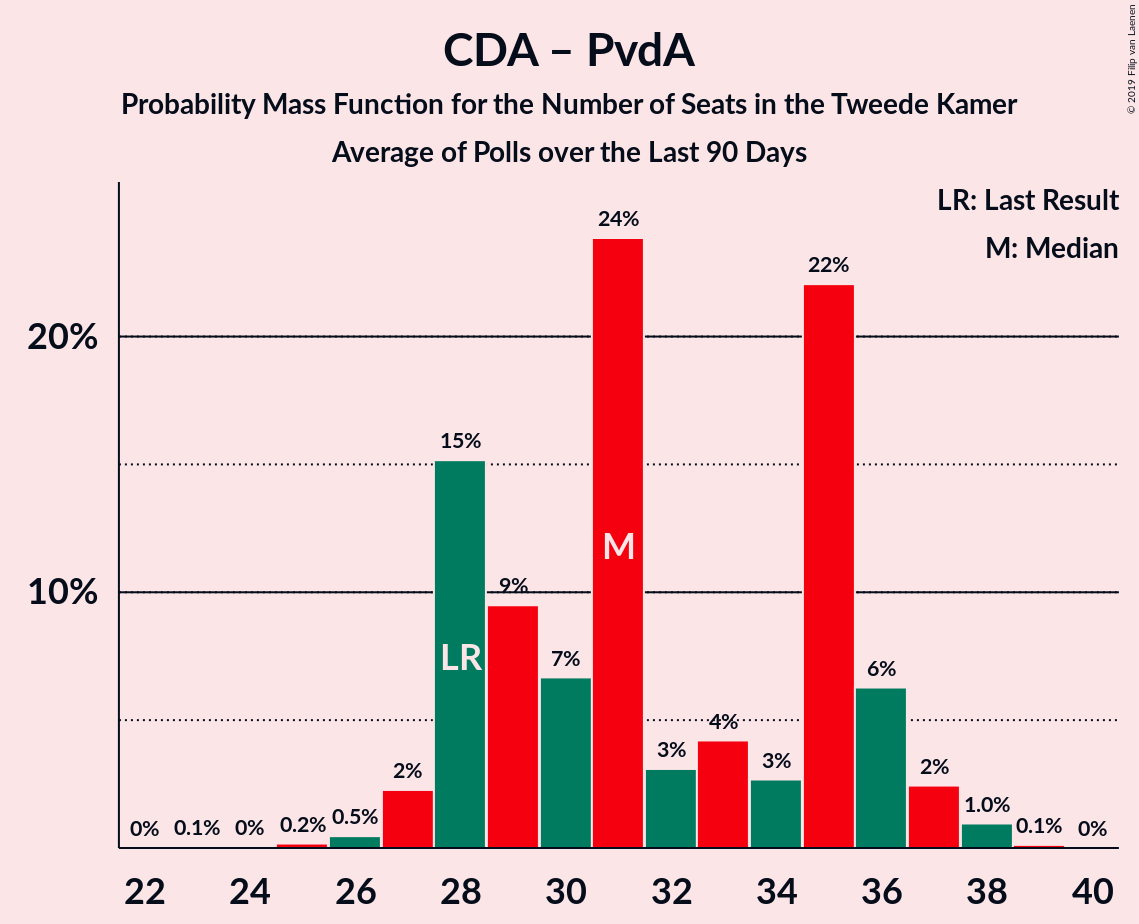 CDA – PvdA
Probability Mass Function for the Number of Seats in the Tweede Kamer
Average of Polls over the Last 90 Days
© 2019 Filip van Laenen
LR: Last Result
M: Median
20%
10%
0%
0.1%
0%
0.2%
0.5%
2%
15%
9%
7%
24%
3%
4%
3%
22%
6%
2%
1.0%
0.1%
0%
LR
M
22 24 26 28 30 32 34 36 38 40